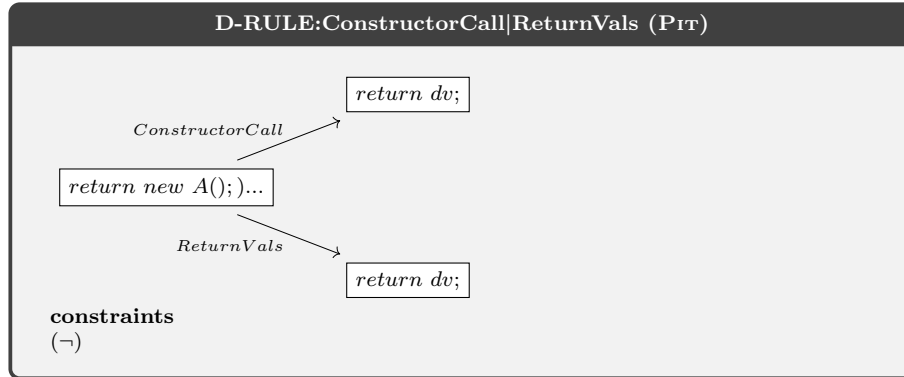 D-RULE:ConstructorCall|ReturnVals (PIT)
return dv;
ConstructorCall
return new A(); )...
ReturnVals
return dv;
constraints
(¬)